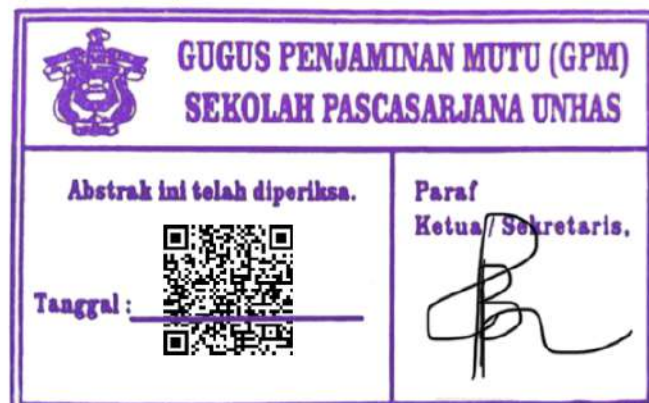 GUGUS PENJAMINAN MUTU (GPM)
SEKOLAH PASCASARJANA UNHAS
Abstrak ini telah diperiksa.
Tanggal :
Paraf
Ketua / Sekretaris,